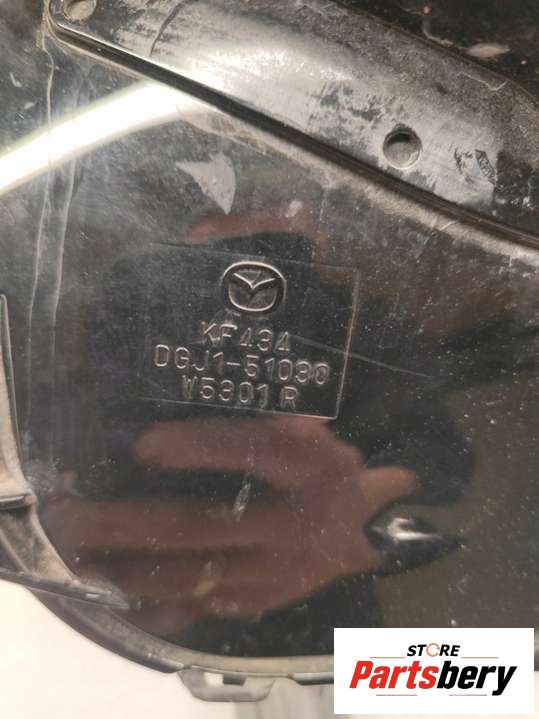 KF434
DGJ1-51030
W5301 R
STORE
Partsbery